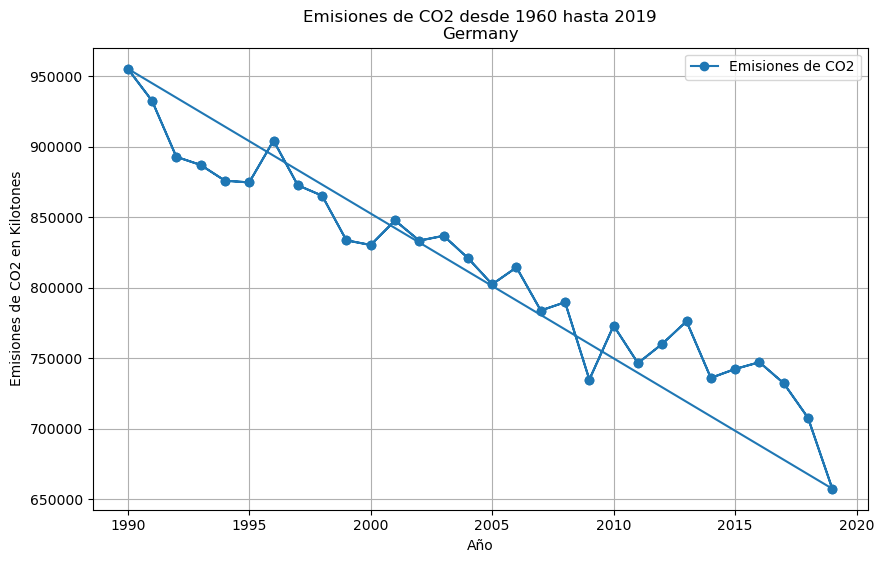 Emisiones de CO2 desde 1960 hasta 2019
Germany
Emisiones de CO2
Emisiones de CO2 en Kilotones
950000
900000
850000
800000
750000
700000
650000
1990
1995
2000
2005
2010
2015
2020
Año